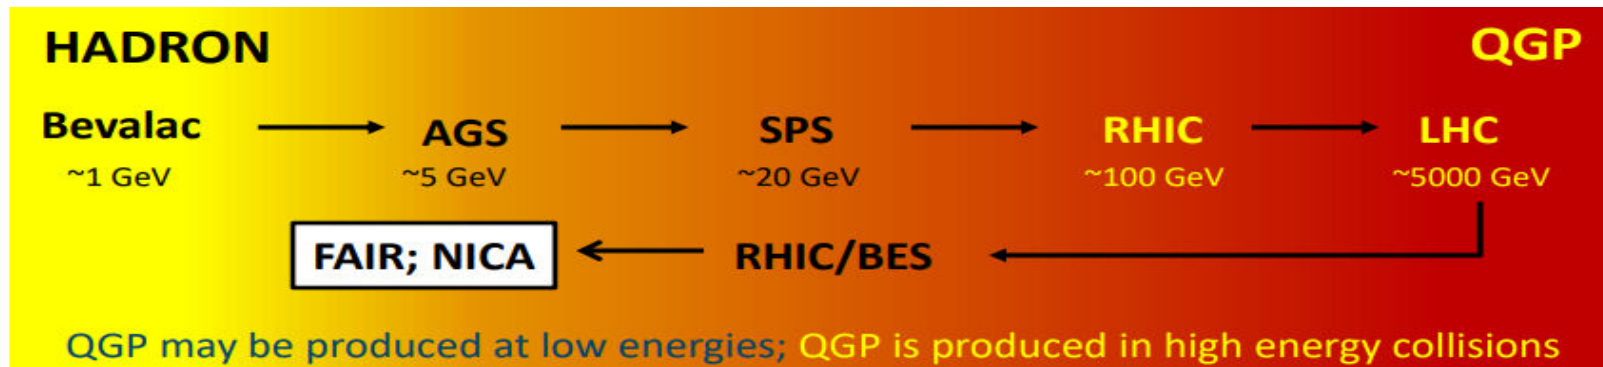 HADRON QGP
Bevalac AGS SPS RHIC LHC
~1 GeV ~5 GeV ~20 GeV ~100 GeV ~5000 GeV
FAIR; NICA RHIC/BES
QGP may be produced at low energies; QGP is produced in high energy collisions